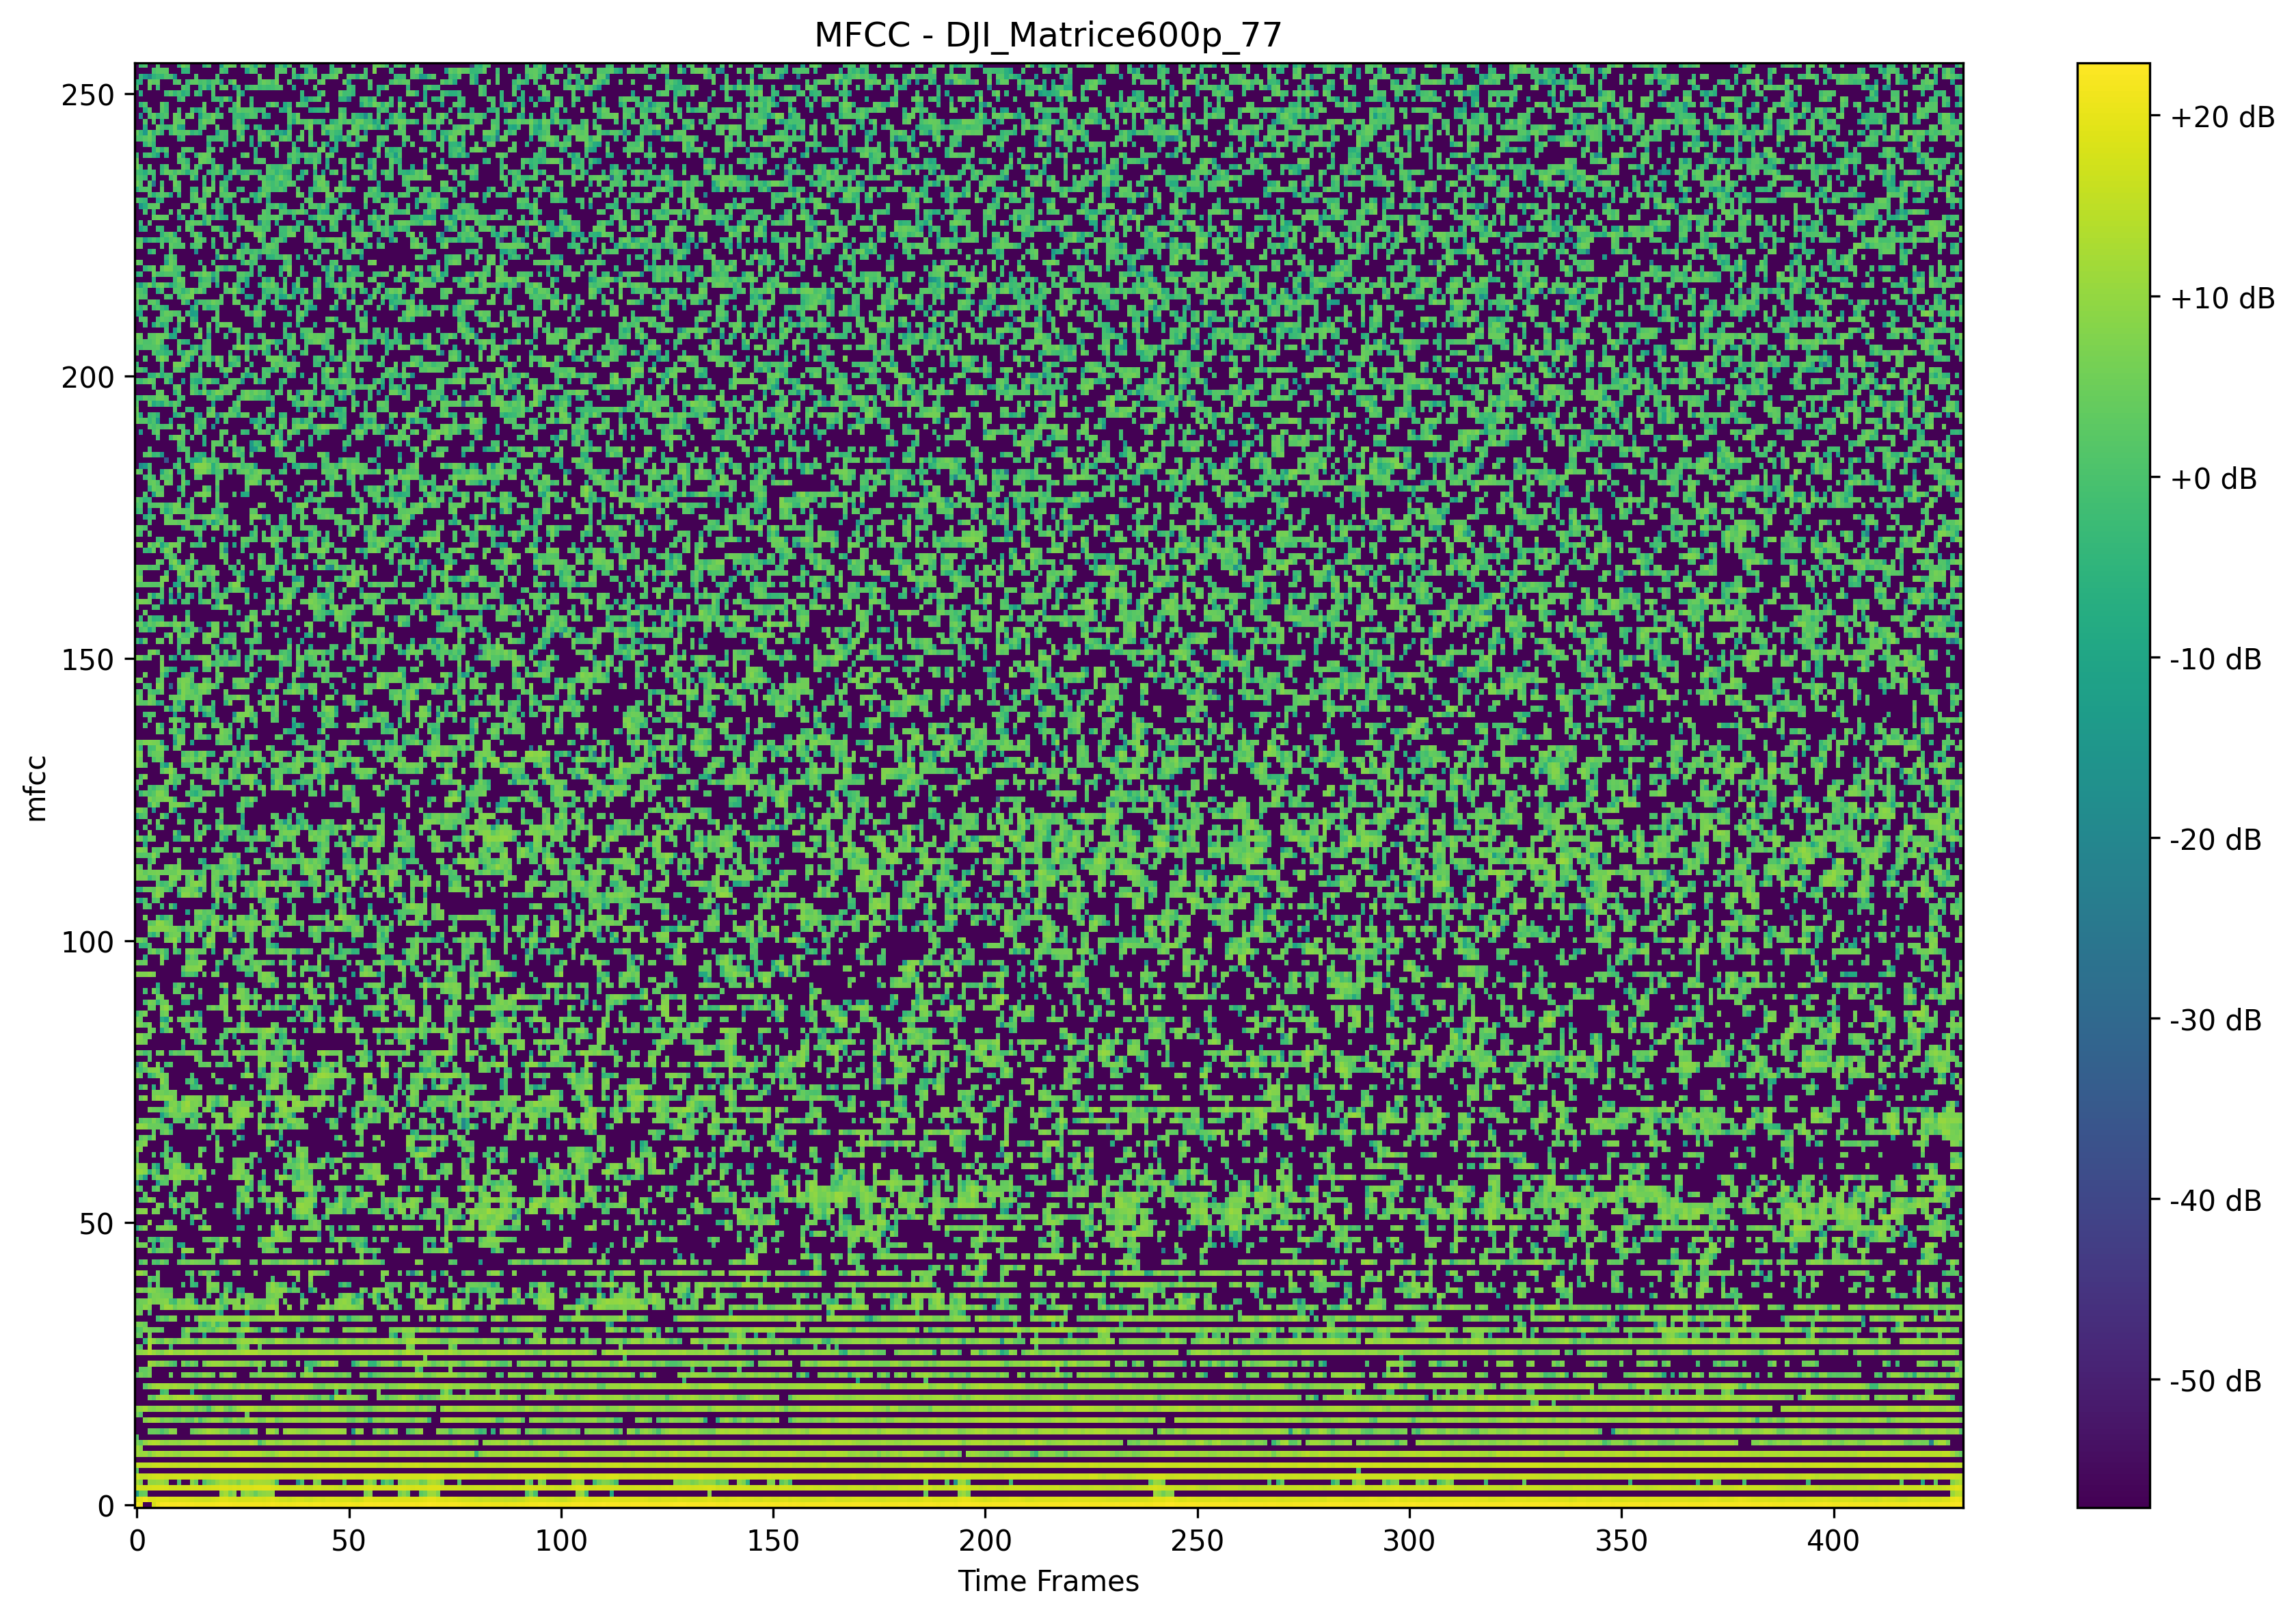 MFCC - DJI_Matrice600p_77
250
200
150
100
50
0
mfcc
0 50 100 150 200 250 300 350 400
Time Frames
+20 dB
+10 dB
+0 dB
-10 dB
-20 dB
-30 dB
-40 dB
-50 dB